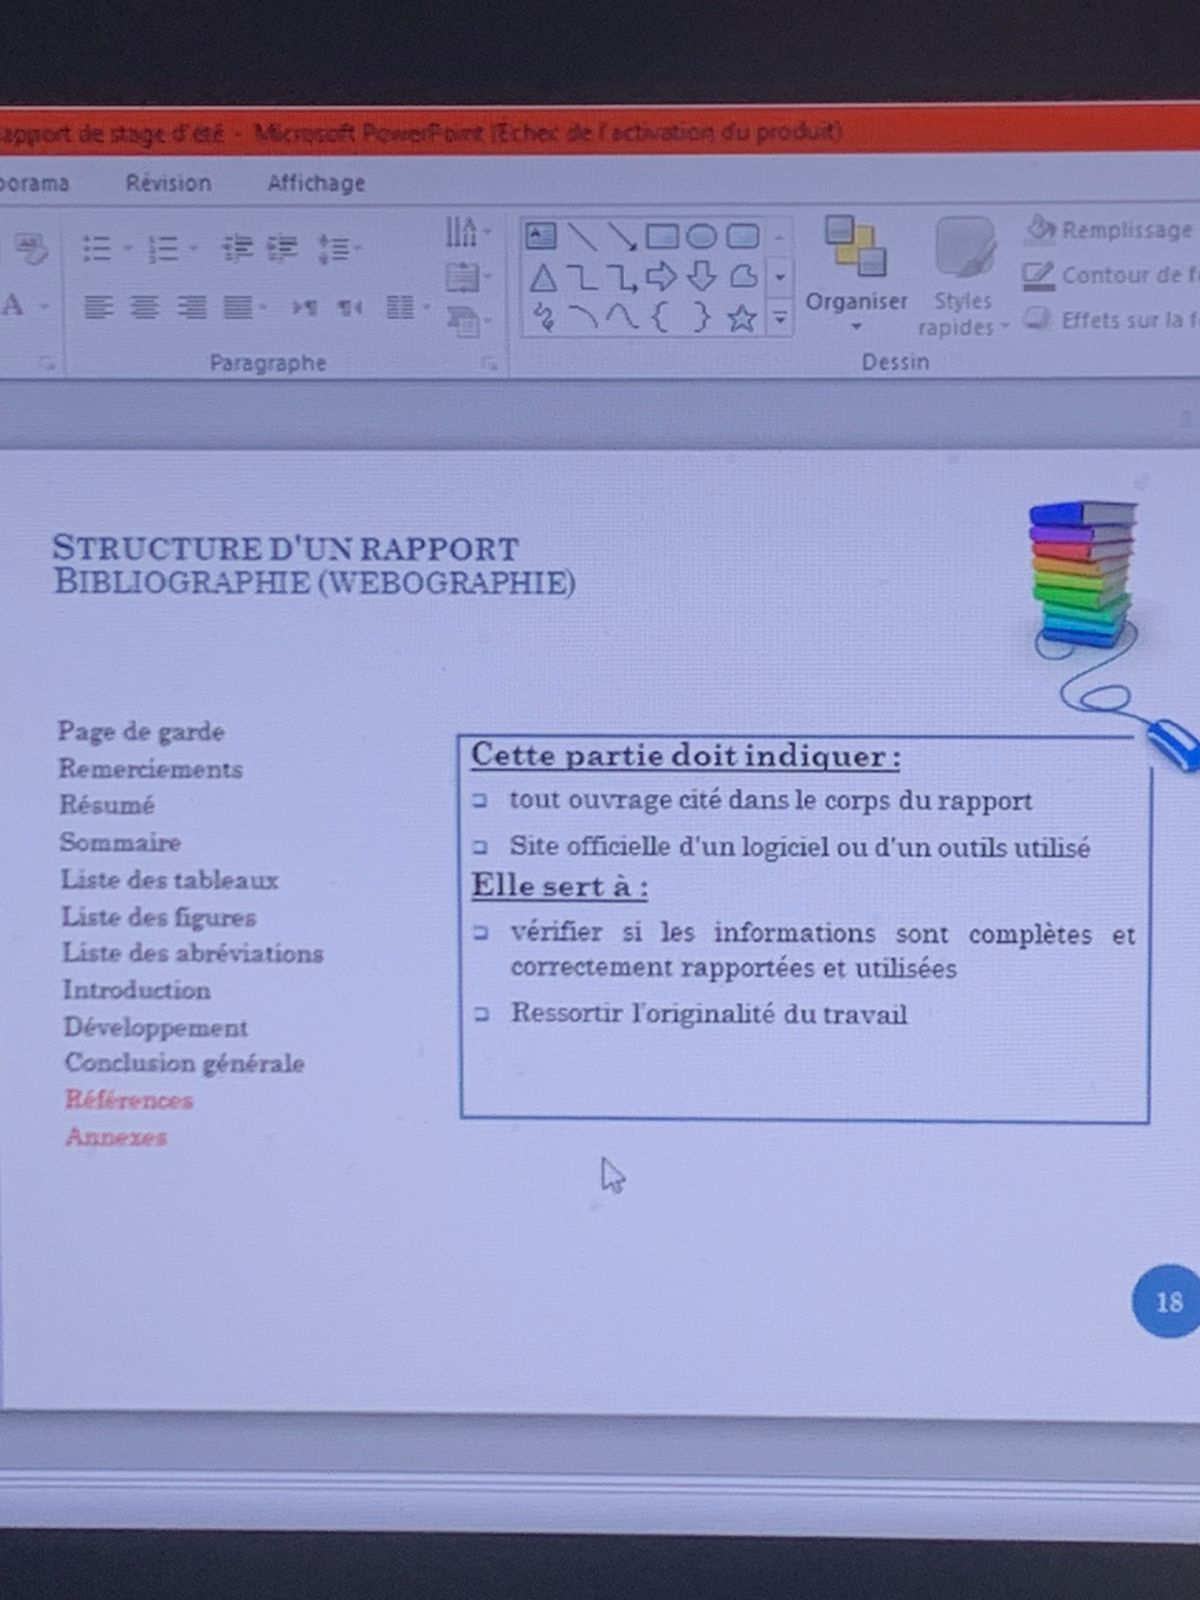 apport de stage d'été - Microsoft PowerPoint (Echec de l'activation du produit)
orama Révision Affichage
Remplissage
Contour de f
Organiser Styles
rapides
Effets sur la f
Paragraphe
Dessin
STRUCTURE D'UN RAPPORT
BIBLIOGRAPHIE (WEBOGRAPHIE)
Page de garde
Remerciements
Résumé
Sommaire
Liste des tableaux
Liste des figures
Liste des abréviations
Introduction
Développement
Conclusion générale
Références
Annexes
Cette partie doit indiquer :
tout ouvrage cité dans le corps du rapport
Site officielle d'un logiciel ou d'un outils utilisé
Elle sert à :
vérifier si les informations sont complètes et
correctement rapportées et utilisées
Ressortir l'originalité du travail
18